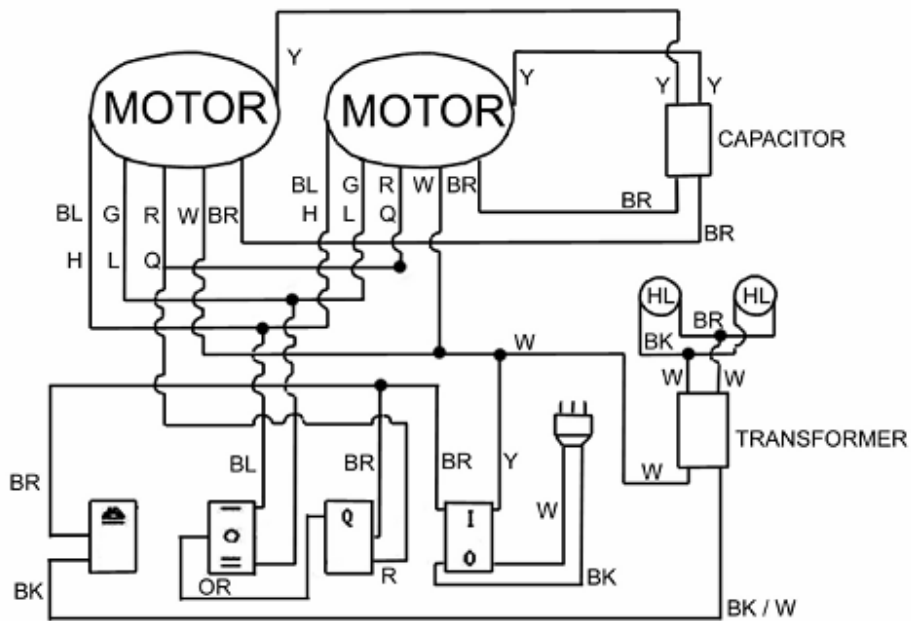 Y Y Y Y
MOTOR MOTOR
CAPACITOR
BL G R W BR BL G R W BR BR
H L Q H L Q BR
HL HL
BR
BK
W
W W
TRANSFORMER
BL BR BR Y W
BR
W
Q I
O O
OR R BK
BK
BK / W